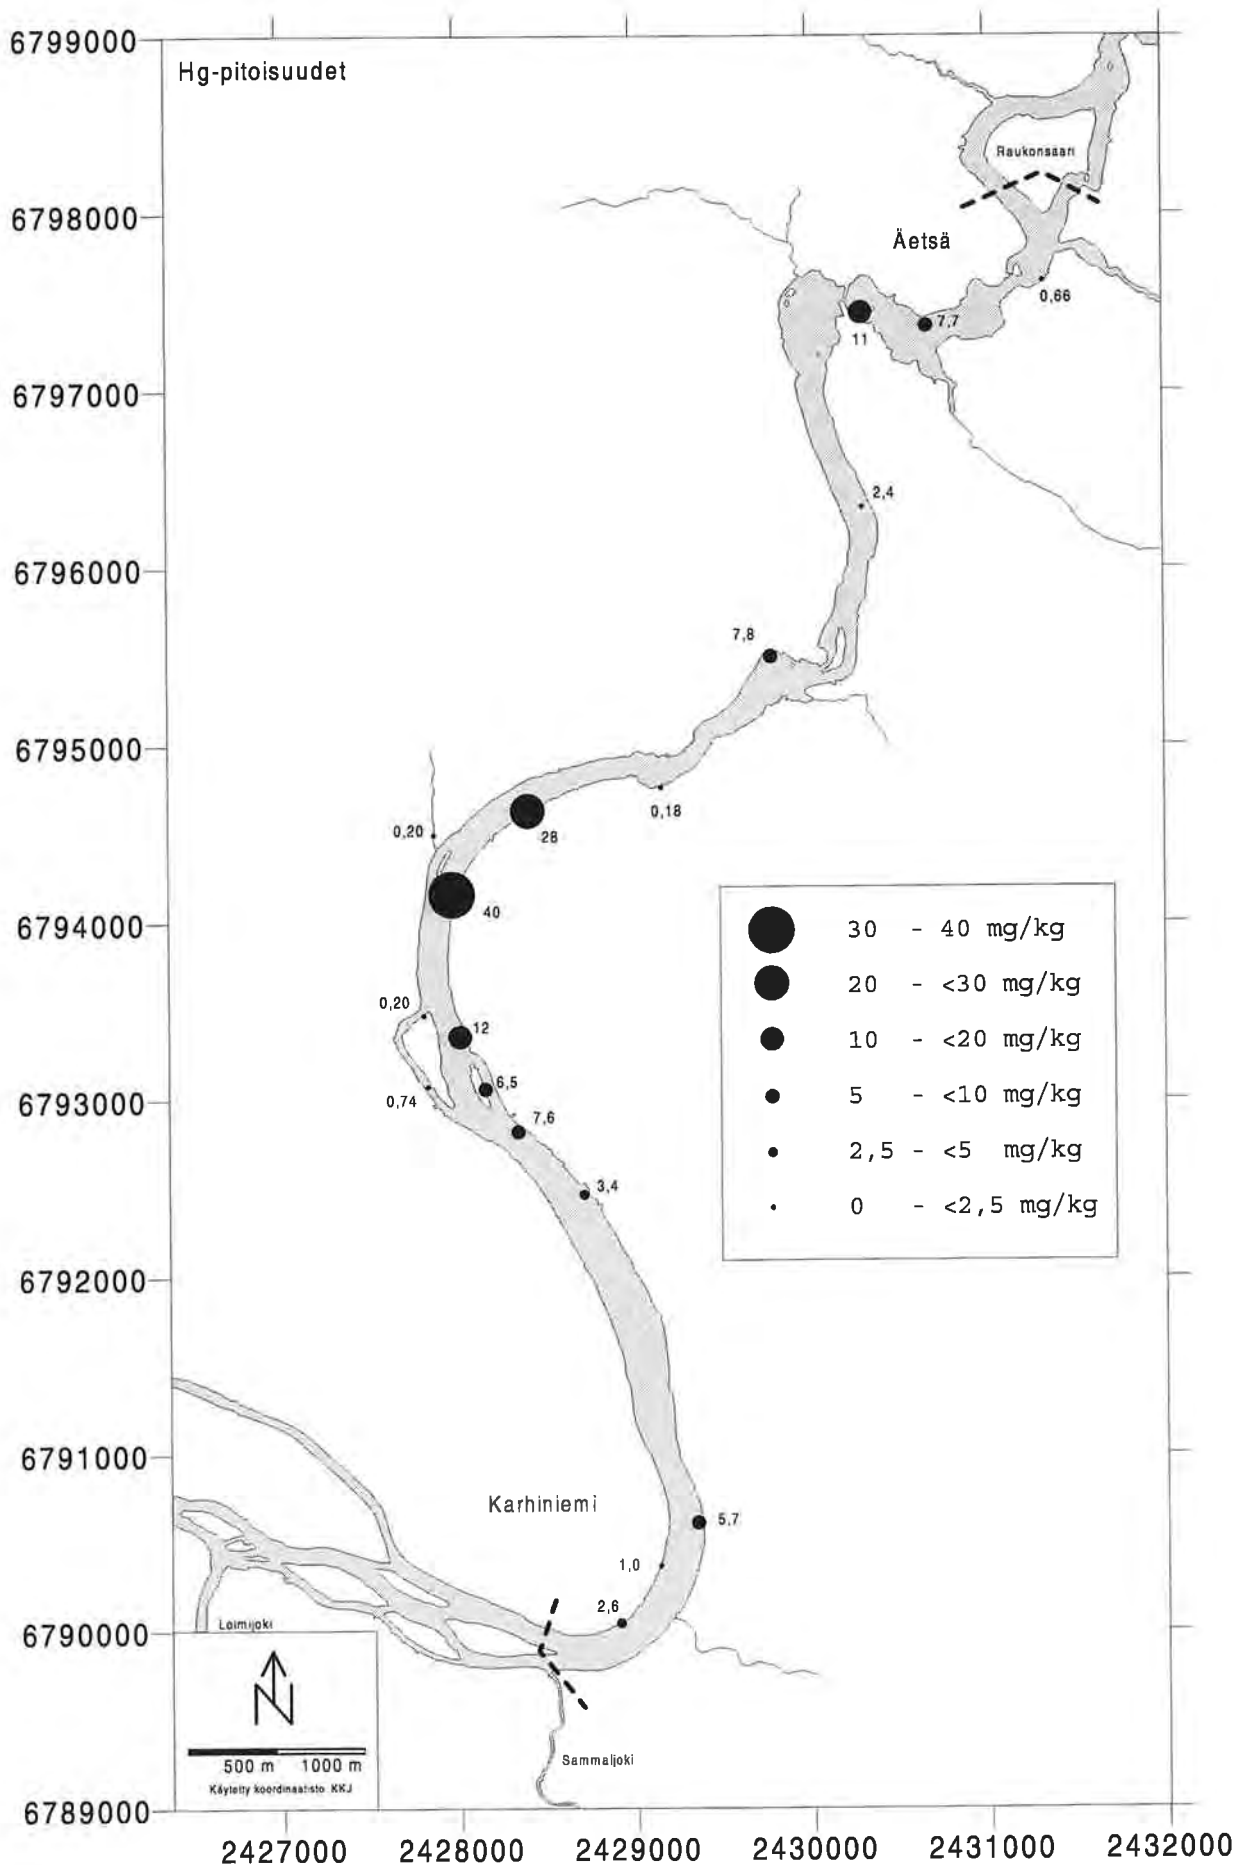 6799000
Hg-pitoisuudet
Raukonsaari
6798000
Äetsä
0,66
7,7
11
6797000
2,4
6796000
7,8
6795000
0,18
0,20
28
40
6794000
30 - 40 mg/kg
20 - <30 mg/kg
10 - <20 mg/kg
5 - <10 mg/kg
2,5 - <5 mg/kg
0 - <2,5 mg/kg
0,20
12
6,5
0,74
7,6
6793000
3,4
6792000
6791000
Karhiniemi
5,7
1,0
2,6
6790000
Loimijoki
N
500 m 1000 m
Käytetty koordinaatisto KKJ
Sammaljoki
6789000
2427000 2428000 2429000 2430000 2431000 2432000